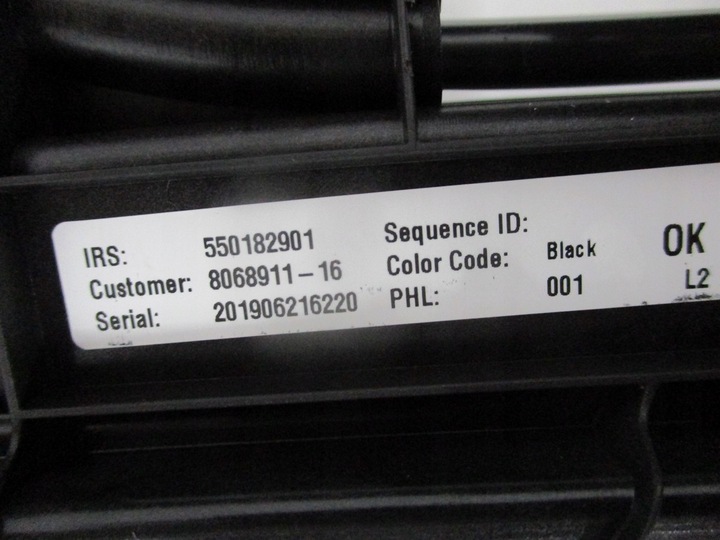 IRS: 550182901 Sequence ID: OK
Customer: 8068911-16 Color Code: Black
Serial: 201906216220 PHL: 001 L2